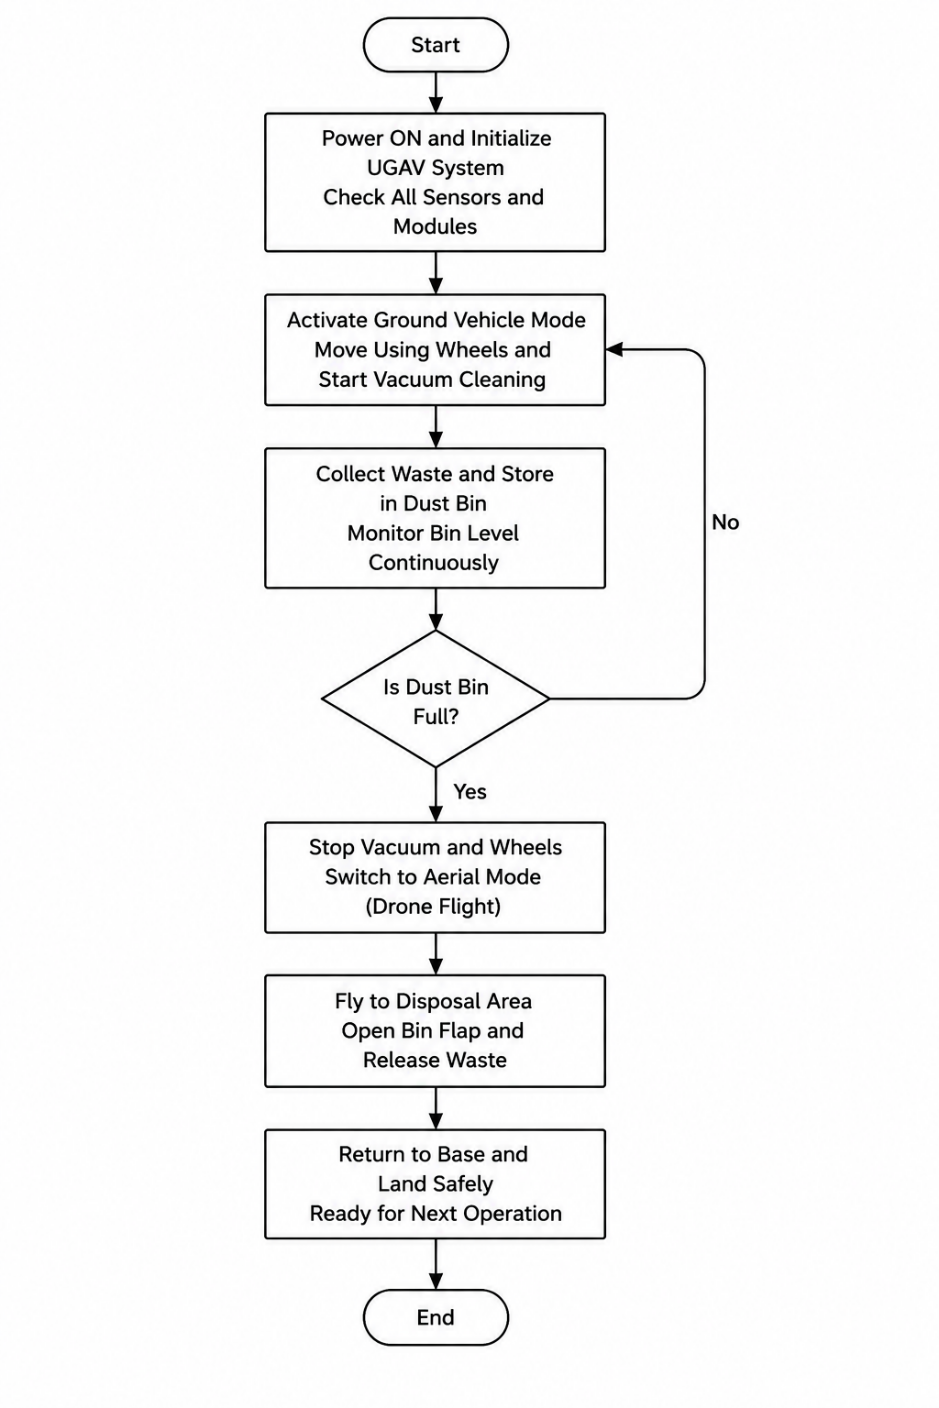 Start
Power ON and Initialize
UGAV System
Check All Sensors and
Modules
Activate Ground Vehicle Mode
Move Using Wheels and
Start Vacuum Cleaning
Collect Waste and Store
in Dust Bin
Monitor Bin Level
Continuously
No
Is Dust Bin
Full?
Yes
Stop Vacuum and Wheels
Switch to Aerial Mode
(Drone Flight)
Fly to Disposal Area
Open Bin Flap and
Release Waste
Return to Base and
Land Safely
Ready for Next Operation
End